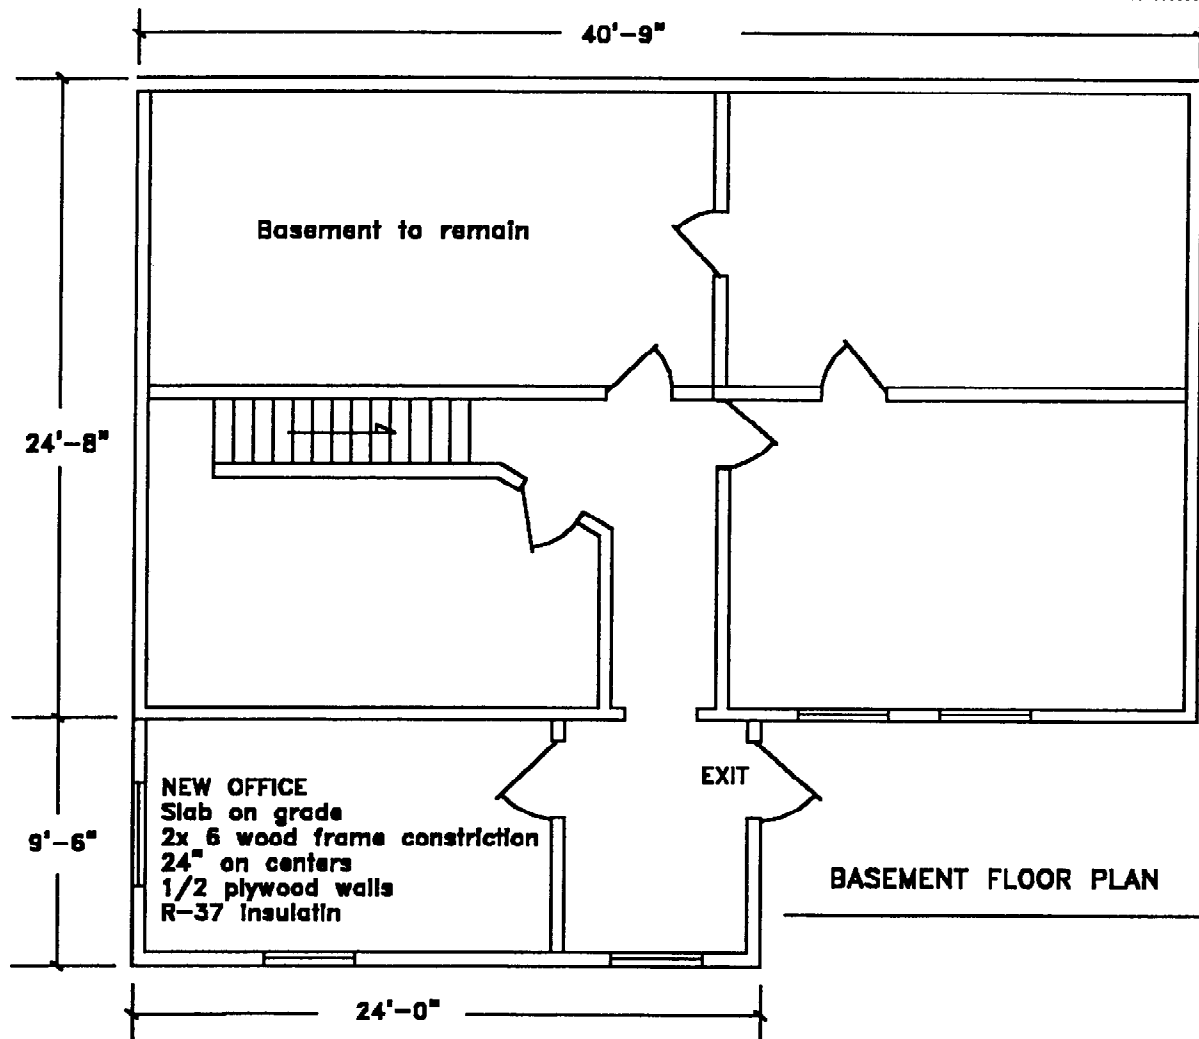 40'-9"
Basement to remain
24'-8"
EXIT
NEW OFFICE
Slab on grade
2x 6 wood frame constriction
24" on centers
1/2 plywood walls
R-37 insulatin
9'-6"
BASEMENT FLOOR PLAN
24'-0"